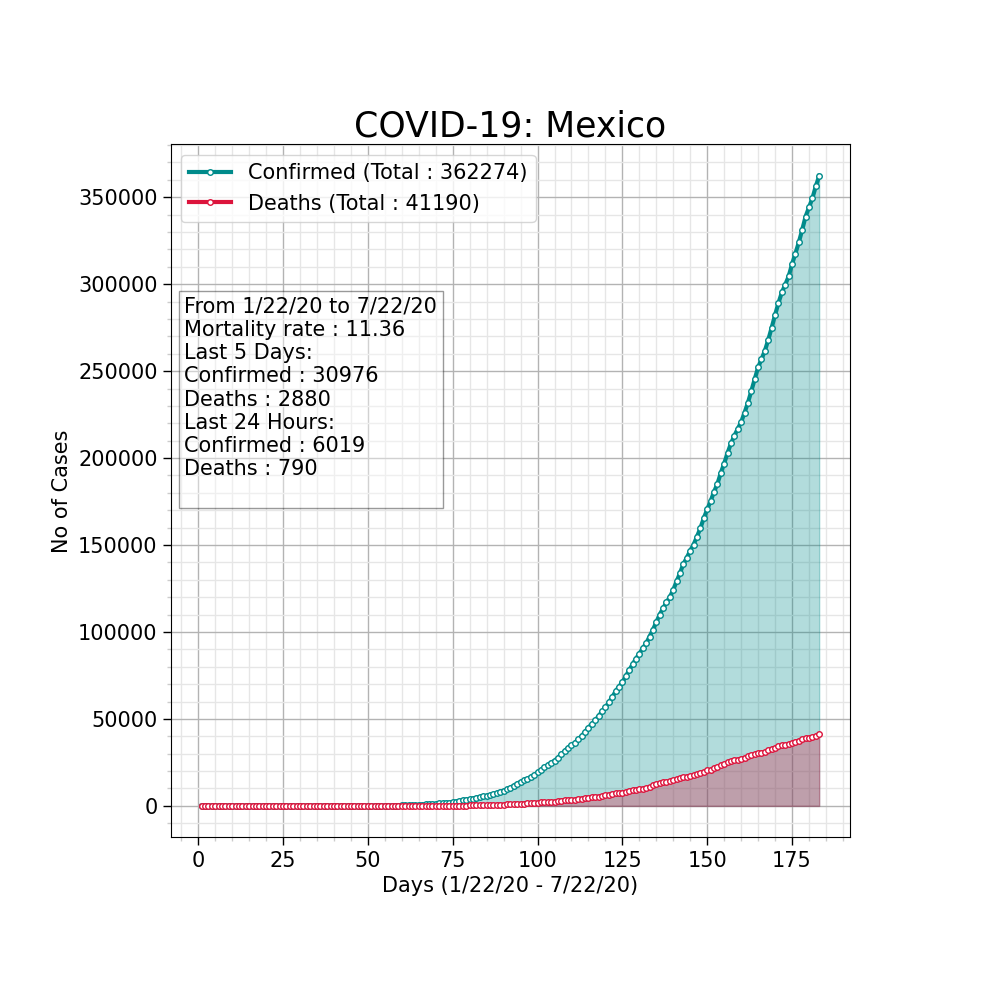 COVID-19: Mexico
Confirmed (Total : 362274)
Deaths (Total : 41190)
From 1/22/20 to 7/22/20
Mortality rate : 11.36
Last 5 Days:
Confirmed : 30976
Deaths : 2880
Last 24 Hours:
Confirmed : 6019
Deaths : 790
No of Cases
350000
300000
250000
200000
150000
100000
50000
0
0 25 50 75 100 125 150 175
Days (1/22/20 - 7/22/20)